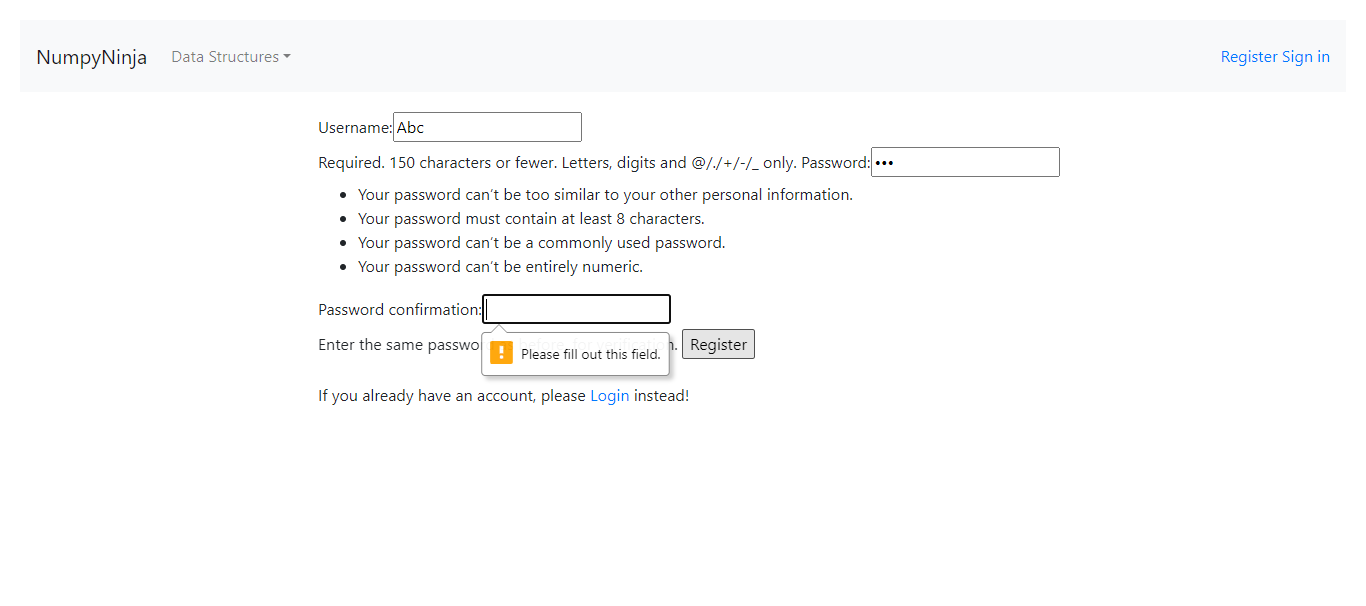 NumpyNinja Data Structures Register Sign in
Username: Abc
Required. 150 characters or fewer. Letters, digits and @/./+/-/_ only. Password: •••
• Your password can't be too similar to your other personal information.
• Your password must contain at least 8 characters.
• Your password can't be a commonly used password.
• Your password can't be entirely numeric.
Password confirmation:
Enter the same before, for verification. Register
Please fill out this field.
If you already have an account, please Login instead!